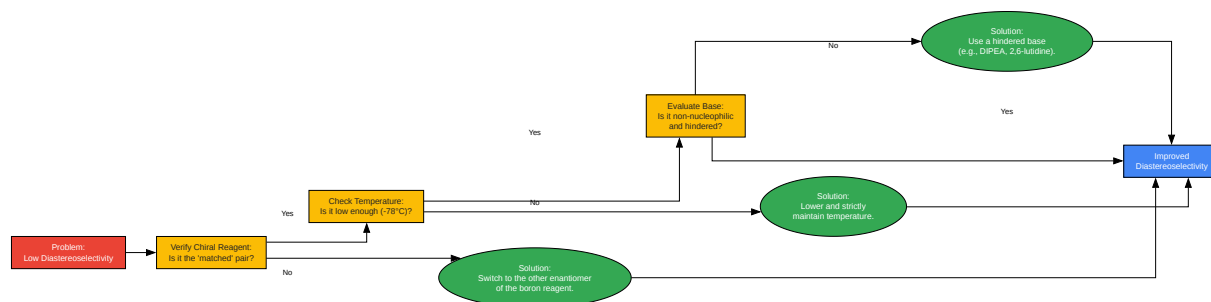 Problem:
Low Diastereoselectivity
Verify Chiral Reagent:
Is it the 'matched' pair?
Yes
No
Check Temperature:
Is it low enough (-78°C)?
Yes
No
Solution:
Switch to the other enantiomer
of the boron reagent.
Evaluate Base:
Is it non-nucleophilic
and hindered?
No
Yes
Solution:
Lower and strictly
maintain temperature.
Solution:
Use a hindered base
(e.g., DIPEA, 2,6-lutidine).
Improved
Diastereoselectivity